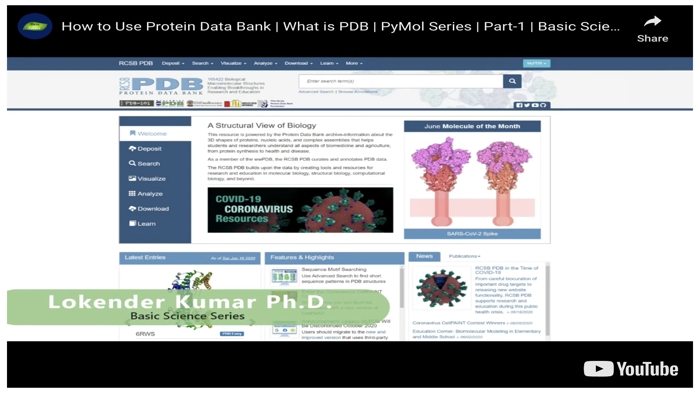 How to Use Protein Data Bank | What is PDB | PyMol Series | Part-1 | Basic Scie...
Share
RCSB PDB Deposit Search Visualize Analyze Download Learn More
MyPDB
PDB
PROTEIN DATA BANK
Biological
Macromolecular Structures
Enabling Breakthroughs in
Research and Education
Enter search term(s)
Advanced Search | Browse Annotations
PDB-101
Welcome
Deposit
Search
Visualize
Analyze
Download
Learn
A Structural View of Biology
This resource is powered by the Protein Data Bank archive-information about the
3D shapes of proteins, nucleic acids, and complex assemblies that helps
students and researchers understand all aspects of biomedicine and agriculture,
from protein synthesis to health and disease.
As a member of the wwPDB, the RCSB PDB curates and annotates PDB data.
The RCSB PDB builds upon the data by creating tools and resources for
research and education in molecular biology, structural biology, computational
biology, and beyond.
COVID-19
CORONAVIRUS
Resources
June Molecule of the Month
SARS-CoV-2 Spike
Latest Entries
Features & Highlights
Sequence Motif Searching
Use Advanced Search to find short
sequence patterns in PDB structures
Users should migrate to the new and
improved version that uses third-party
News Publications
RCSB PDB in the Time of
COVID-19
From careful biocuration of
important drug targets to
releasing new website
functionality, RCSB PDB
supports research and
education during this public
health crisis.
Coronavirus CellPAINT Contest Winners
Education Corner: Biomolecular Modeling in Elementary
and Middle School
Lokender Kumar Ph.D.
Basic Science Series
6RWS
YouTube